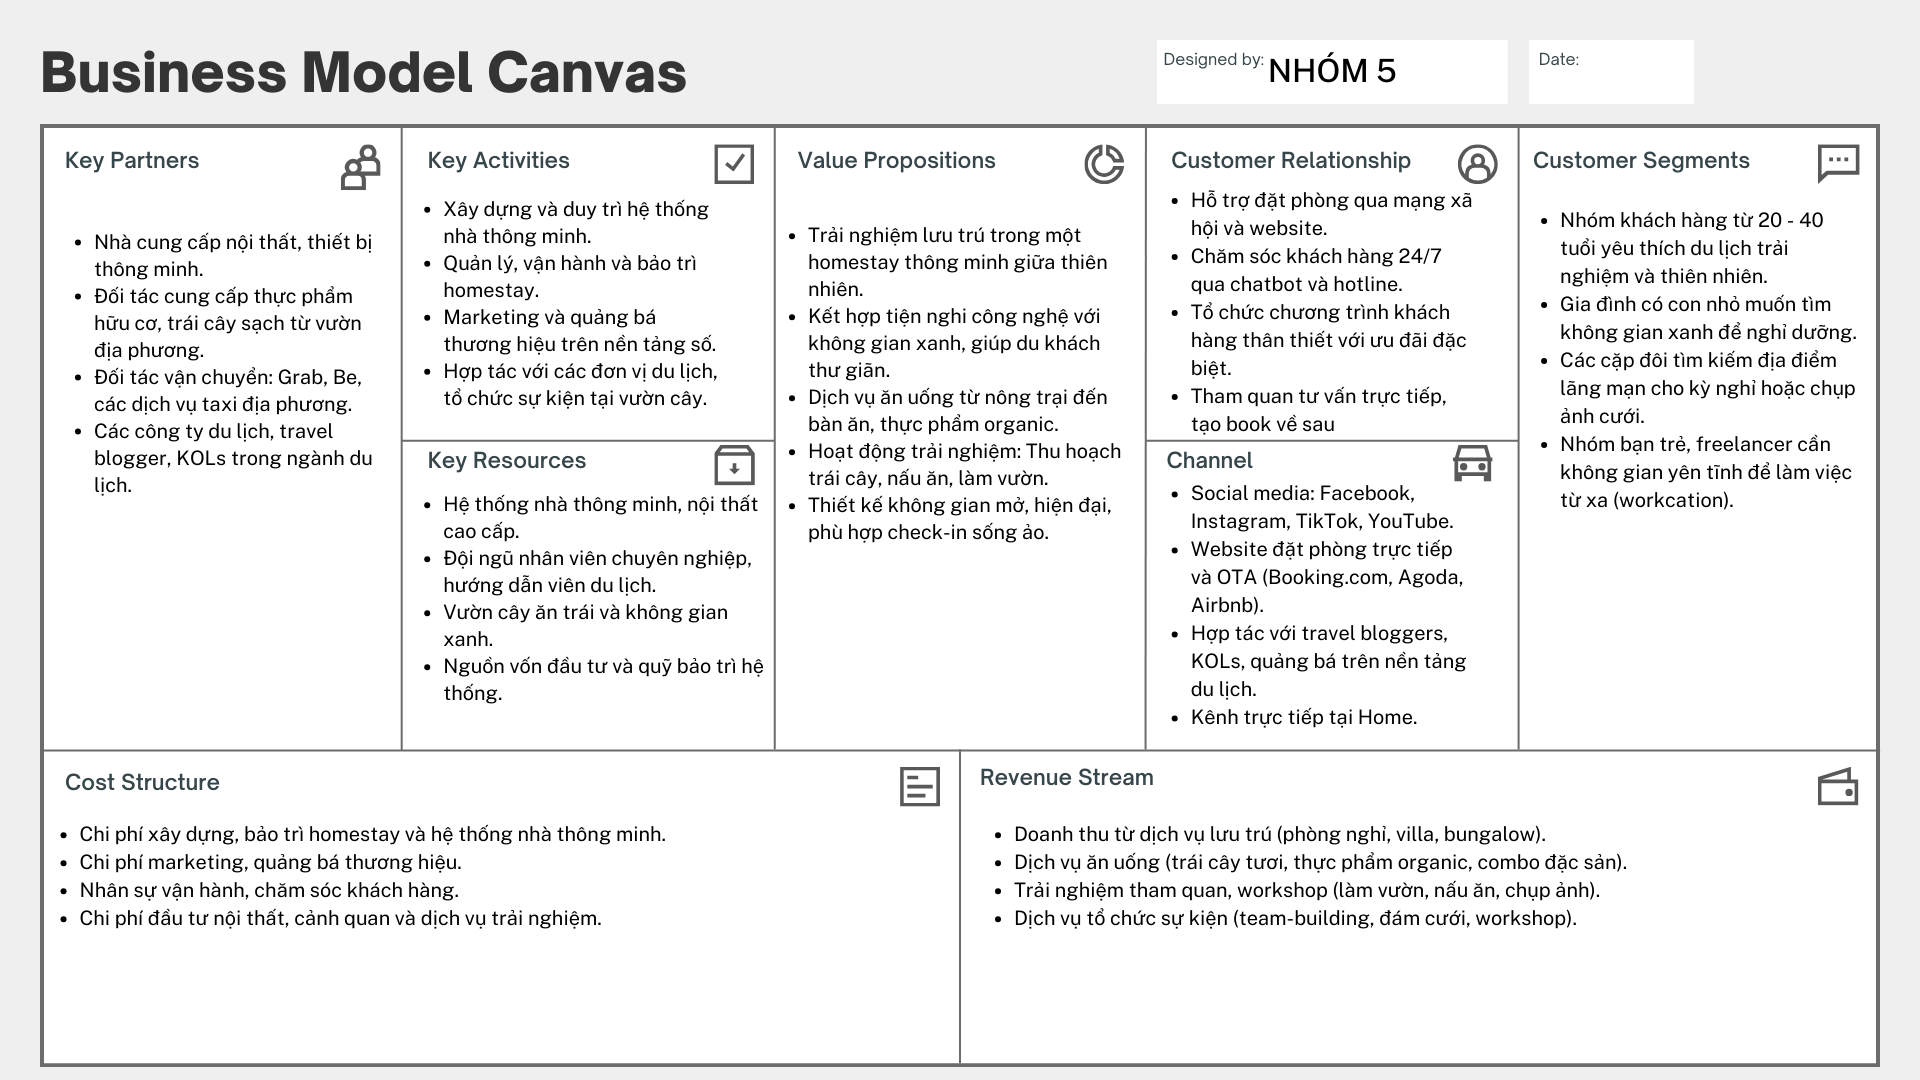 Business Model Canvas
Designed by: NHÓM 5
Date:
Key Partners
Nhà cung cấp nội thất, thiết bị
thông minh.
Đối tác cung cấp thực phẩm
hữu cơ, trái cây sạch từ vườn
địa phương.
Đối tác vận chuyển: Grab, Be,
các dịch vụ taxi địa phương.
Các công ty du lịch, travel
blogger, KOLs trong ngành du
lịch.
Key Activities
Xây dựng và duy trì hệ thống
nhà thông minh.
Quản lý, vận hành và bảo trì
homestay.
Marketing và quảng bá
thương hiệu trên nền tảng số.
Hợp tác với các đơn vị du lịch,
tổ chức sự kiện tại vườn cây.
Key Resources
Hệ thống nhà thông minh, nội thất
cao cấp.
Đội ngũ nhân viên chuyên nghiệp,
hướng dẫn viên du lịch.
Vườn cây ăn trái và không gian
xanh.
Nguồn vốn đầu tư và quỹ bảo trì hệ
thống.
Value Propositions
Trải nghiệm lưu trú trong một
homestay thông minh giữa thiên
nhiên.
Kết hợp tiện nghi công nghệ với
không gian xanh, giúp du khách
thư giãn.
Dịch vụ ăn uống từ nông trại đến
bàn ăn, thực phẩm organic.
Hoạt động trải nghiệm: Thu hoạch
trái cây, nấu ăn, làm vườn.
Thiết kế không gian mở, hiện đại,
phù hợp check-in sống ảo.
Customer Relationship
Hỗ trợ đặt phòng qua mạng xã
hội và website.
Chăm sóc khách hàng 24/7
qua chatbot và hotline.
Tổ chức chương trình khách
hàng thân thiết với ưu đãi đặc
biệt.
Tham quan tư vấn trực tiếp,
tạo book về sau
Channel
Social media: Facebook,
Instagram, TikTok, YouTube.
Website đặt phòng trực tiếp
và OTA (Booking.com, Agoda,
Airbnb).
Hợp tác với travel bloggers,
KOLs, quảng bá trên nền tảng
du lịch.
Kênh trực tiếp tại Home.
Customer Segments
Nhóm khách hàng từ 20 - 40
tuổi yêu thích du lịch trải
nghiệm và thiên nhiên.
Gia đình có con nhỏ muốn tìm
không gian xanh để nghỉ dưỡng.
Các cặp đôi tìm kiếm địa điểm
lãng mạn cho kỳ nghỉ hoặc chụp
ảnh cưới.
Nhóm bạn trẻ, freelancer cần
không gian yên tĩnh để làm việc
từ xa (workcation).
Cost Structure
Chi phí xây dựng, bảo trì homestay và hệ thống nhà thông minh.
Chi phí marketing, quảng bá thương hiệu.
Nhân sự vận hành, chăm sóc khách hàng.
Chi phí đầu tư nội thất, cảnh quan và dịch vụ trải nghiệm.
Revenue Stream
Doanh thu từ dịch vụ lưu trú (phòng nghỉ, villa, bungalow).
Dịch vụ ăn uống (trái cây tươi, thực phẩm organic, combo đặc sản).
Trải nghiệm tham quan, workshop (làm vườn, nấu ăn, chụp ảnh).
Dịch vụ tổ chức sự kiện (team-building, đám cưới, workshop).